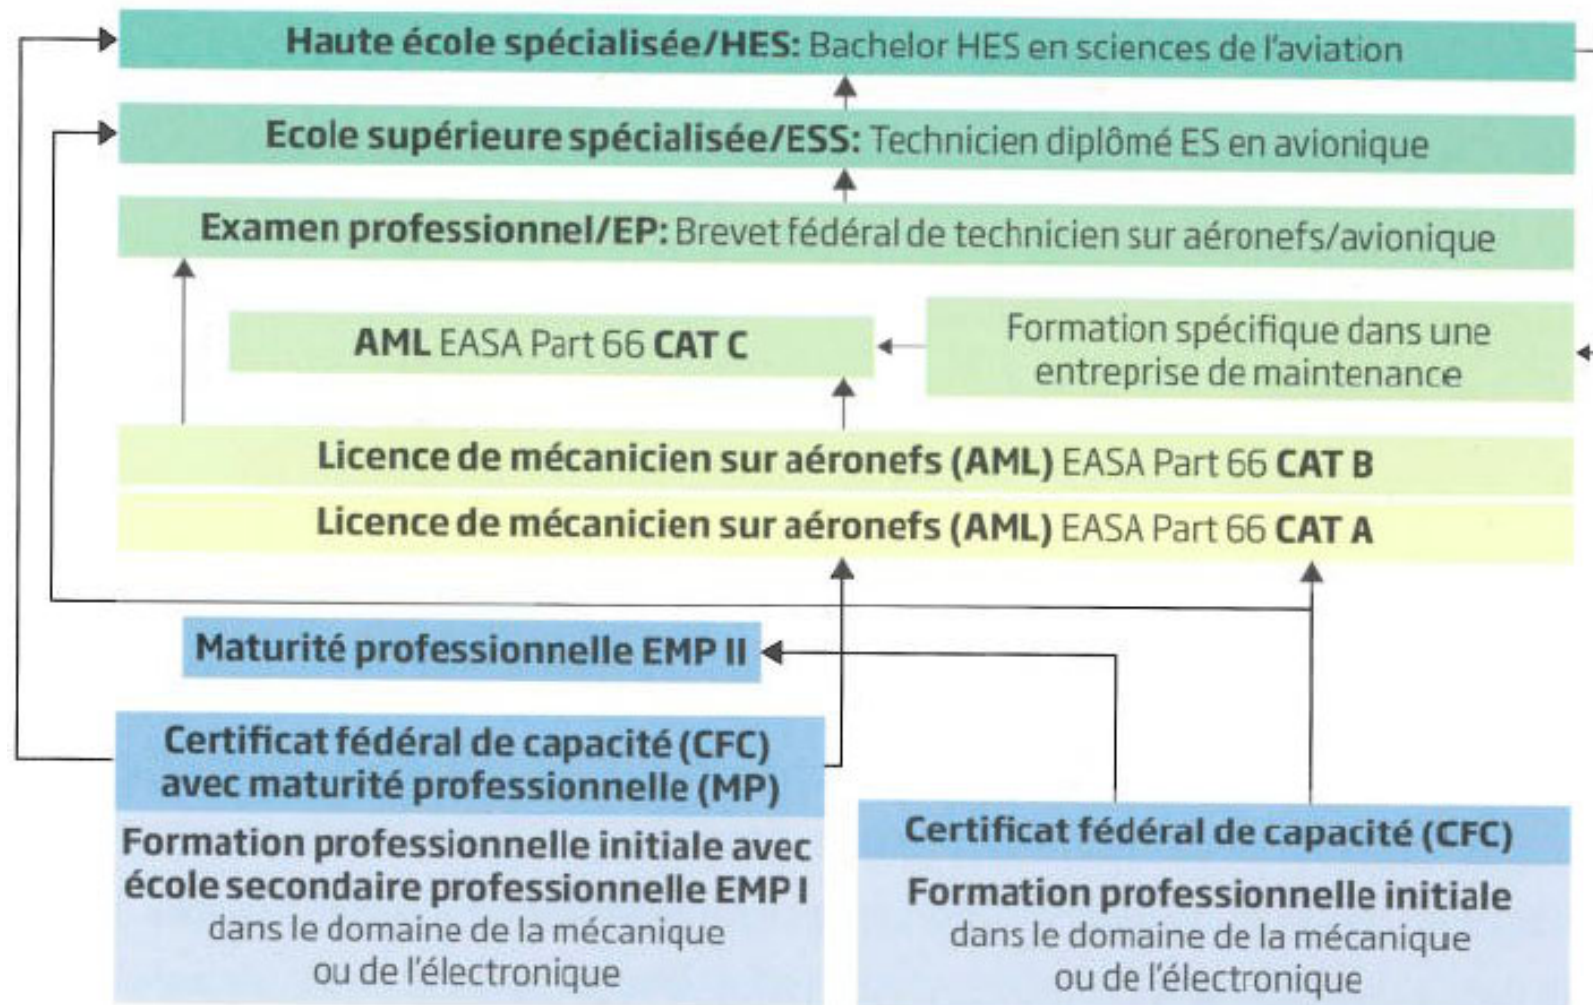 Haute école spécialisée/HES: Bachelor HES en sciences de l'aviation
Ecole supérieure spécialisée/ESS: Technicien diplômé ES en avionique
Examen professionnel/EP: Brevet fédéral de technicien sur aéronefs/avionique
AML EASA Part 66 CAT C
Formation spécifique dans une
entreprise de maintenance
Licence de mécanicien sur aéronefs (AML) EASA Part 66 CAT B
Licence de mécanicien sur aéronefs (AML) EASA Part 66 CAT A
Maturité professionnelle EMP II
Certificat fédéral de capacité (CFC)
avec maturité professionnelle (MP)
Formation professionnelle initiale avec
école secondaire professionnelle EMP I
dans le domaine de la mécanique
ou de l'électronique
Certificat fédéral de capacité (CFC)
Formation professionnelle initiale
dans le domaine de la mécanique
ou de l'électronique